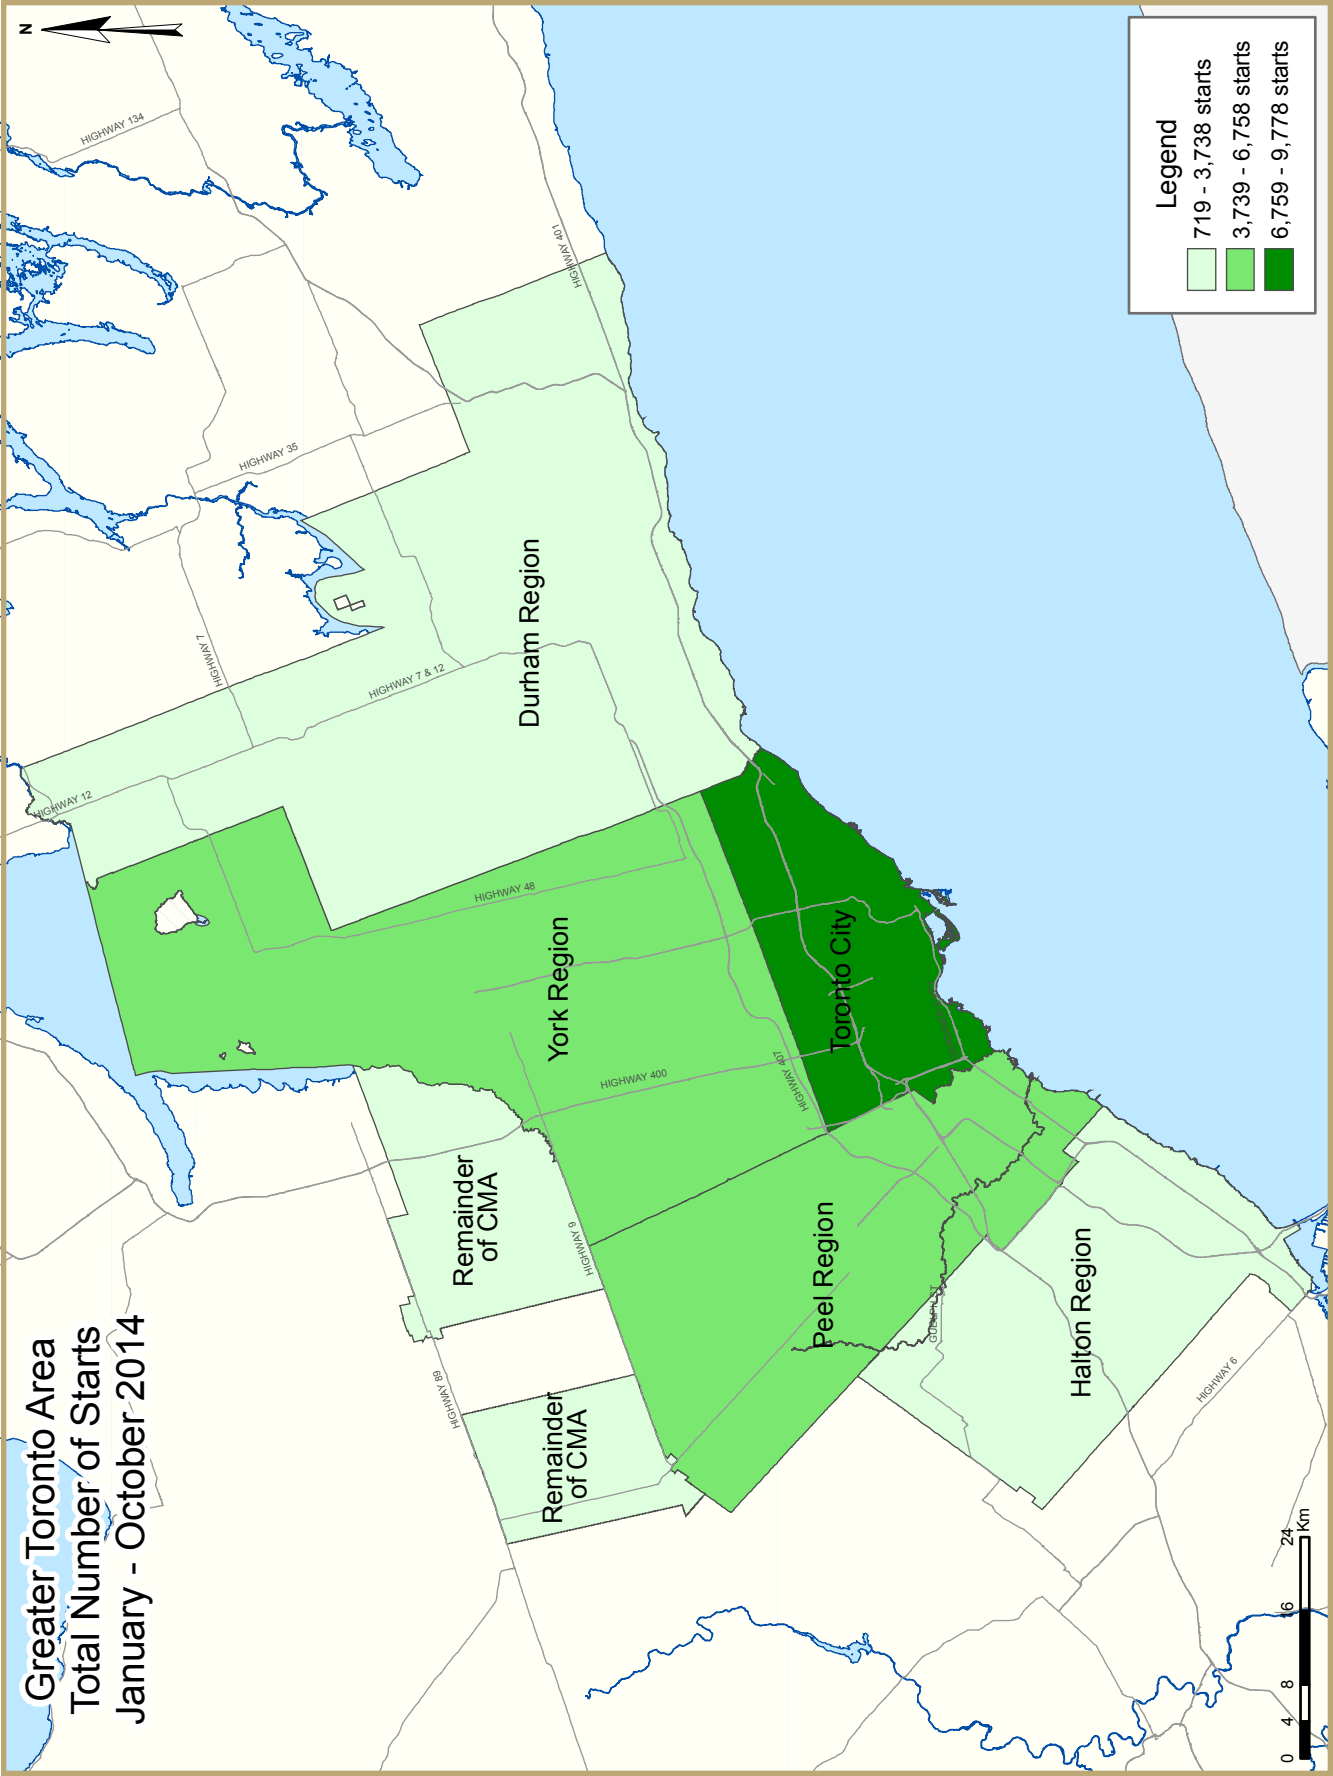 Greater Toronto Area
Total Number of Starts
January - October 2014
N
HIGHWAY 134
HIGHWAY 401
HIGHWAY 35
HIGHWAY 7
HIGHWAY 7 & 12
HIGHWAY 12
Durham Region
HIGHWAY 48
York Region
HIGHWAY 400
HIGHWAY 407
Toronto City
Remainder
of CMA
HIGHWAY 9
HIGHWAY 89
Remainder
of CMA
Peel Region
GUELPH ST
Halton Region
HIGHWAY 6
Legend
719 - 3,738 starts
3,739 - 6,758 starts
6,759 - 9,778 starts
0 4 8 16 24
Km